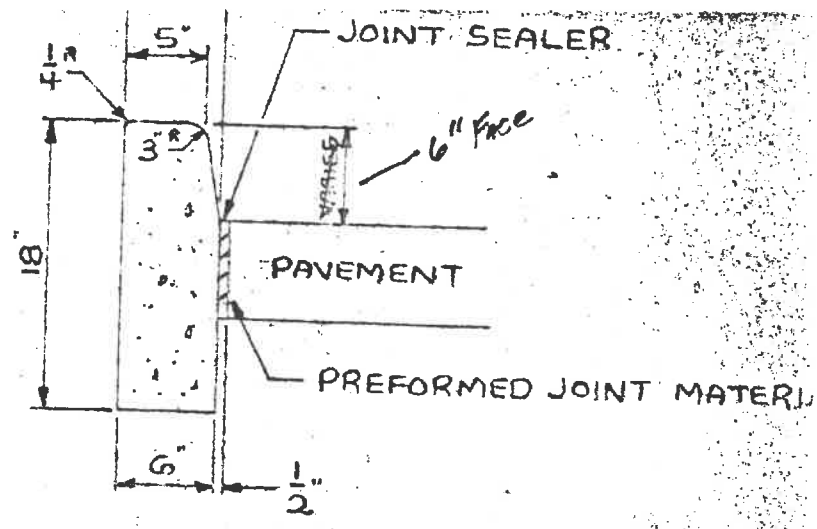 5"
JOINT SEALER
1/4 R
3" R
VARIES
6" FACE
18"
PAVEMENT
PREFORMED JOINT MATERI
6"
1/2"